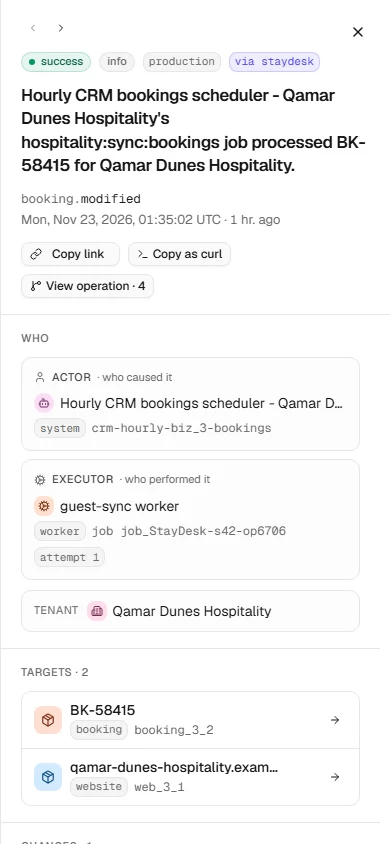 success info production via staydesk
Hourly CRM bookings scheduler - Qamar
Dunes Hospitality's
hospitality:sync:bookings job processed BK-
58415 for Qamar Dunes Hospitality.
booking.modified
Mon, Nov 23, 2026, 01:35:02 UTC · 1 hr. ago
Copy link Copy as curl
View operation · 4
WHO
ACTOR · who caused it
Hourly CRM bookings scheduler - Qamar D...
system crm-hourly-biz_3-bookings
EXECUTOR · who performed it
guest-sync worker
worker job job_StayDesk-s42-op6706
attempt 1
TENANT Qamar Dunes Hospitality
TARGETS · 2
BK-58415
booking booking_3_2
qamar-dunes-hospitality.exam...
website web_3_1